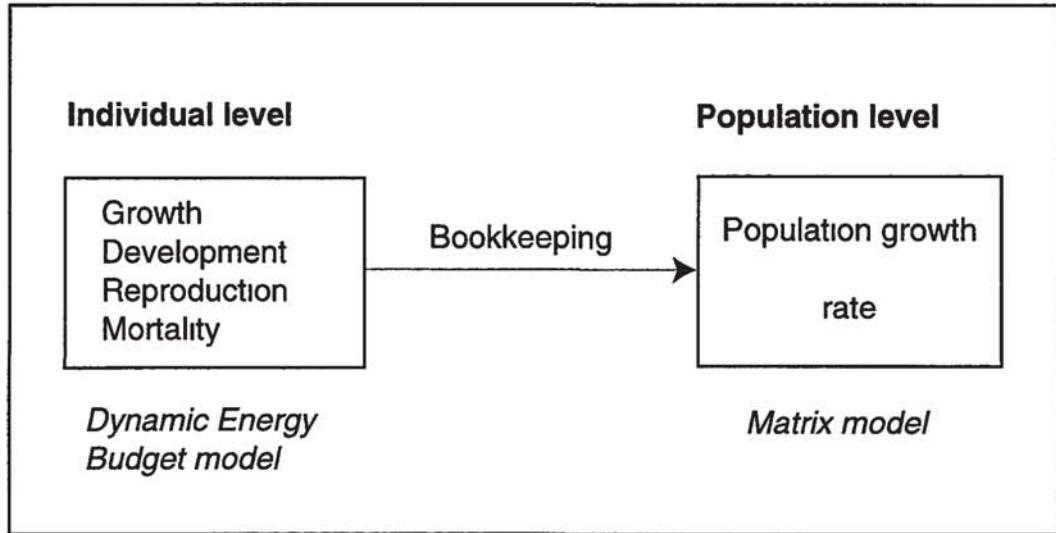 Individual level
Growth
Development
Reproduction
Mortality
Dynamic Energy
Budget model
Bookkeeping
Population level
Population growth
rate
Matrix model